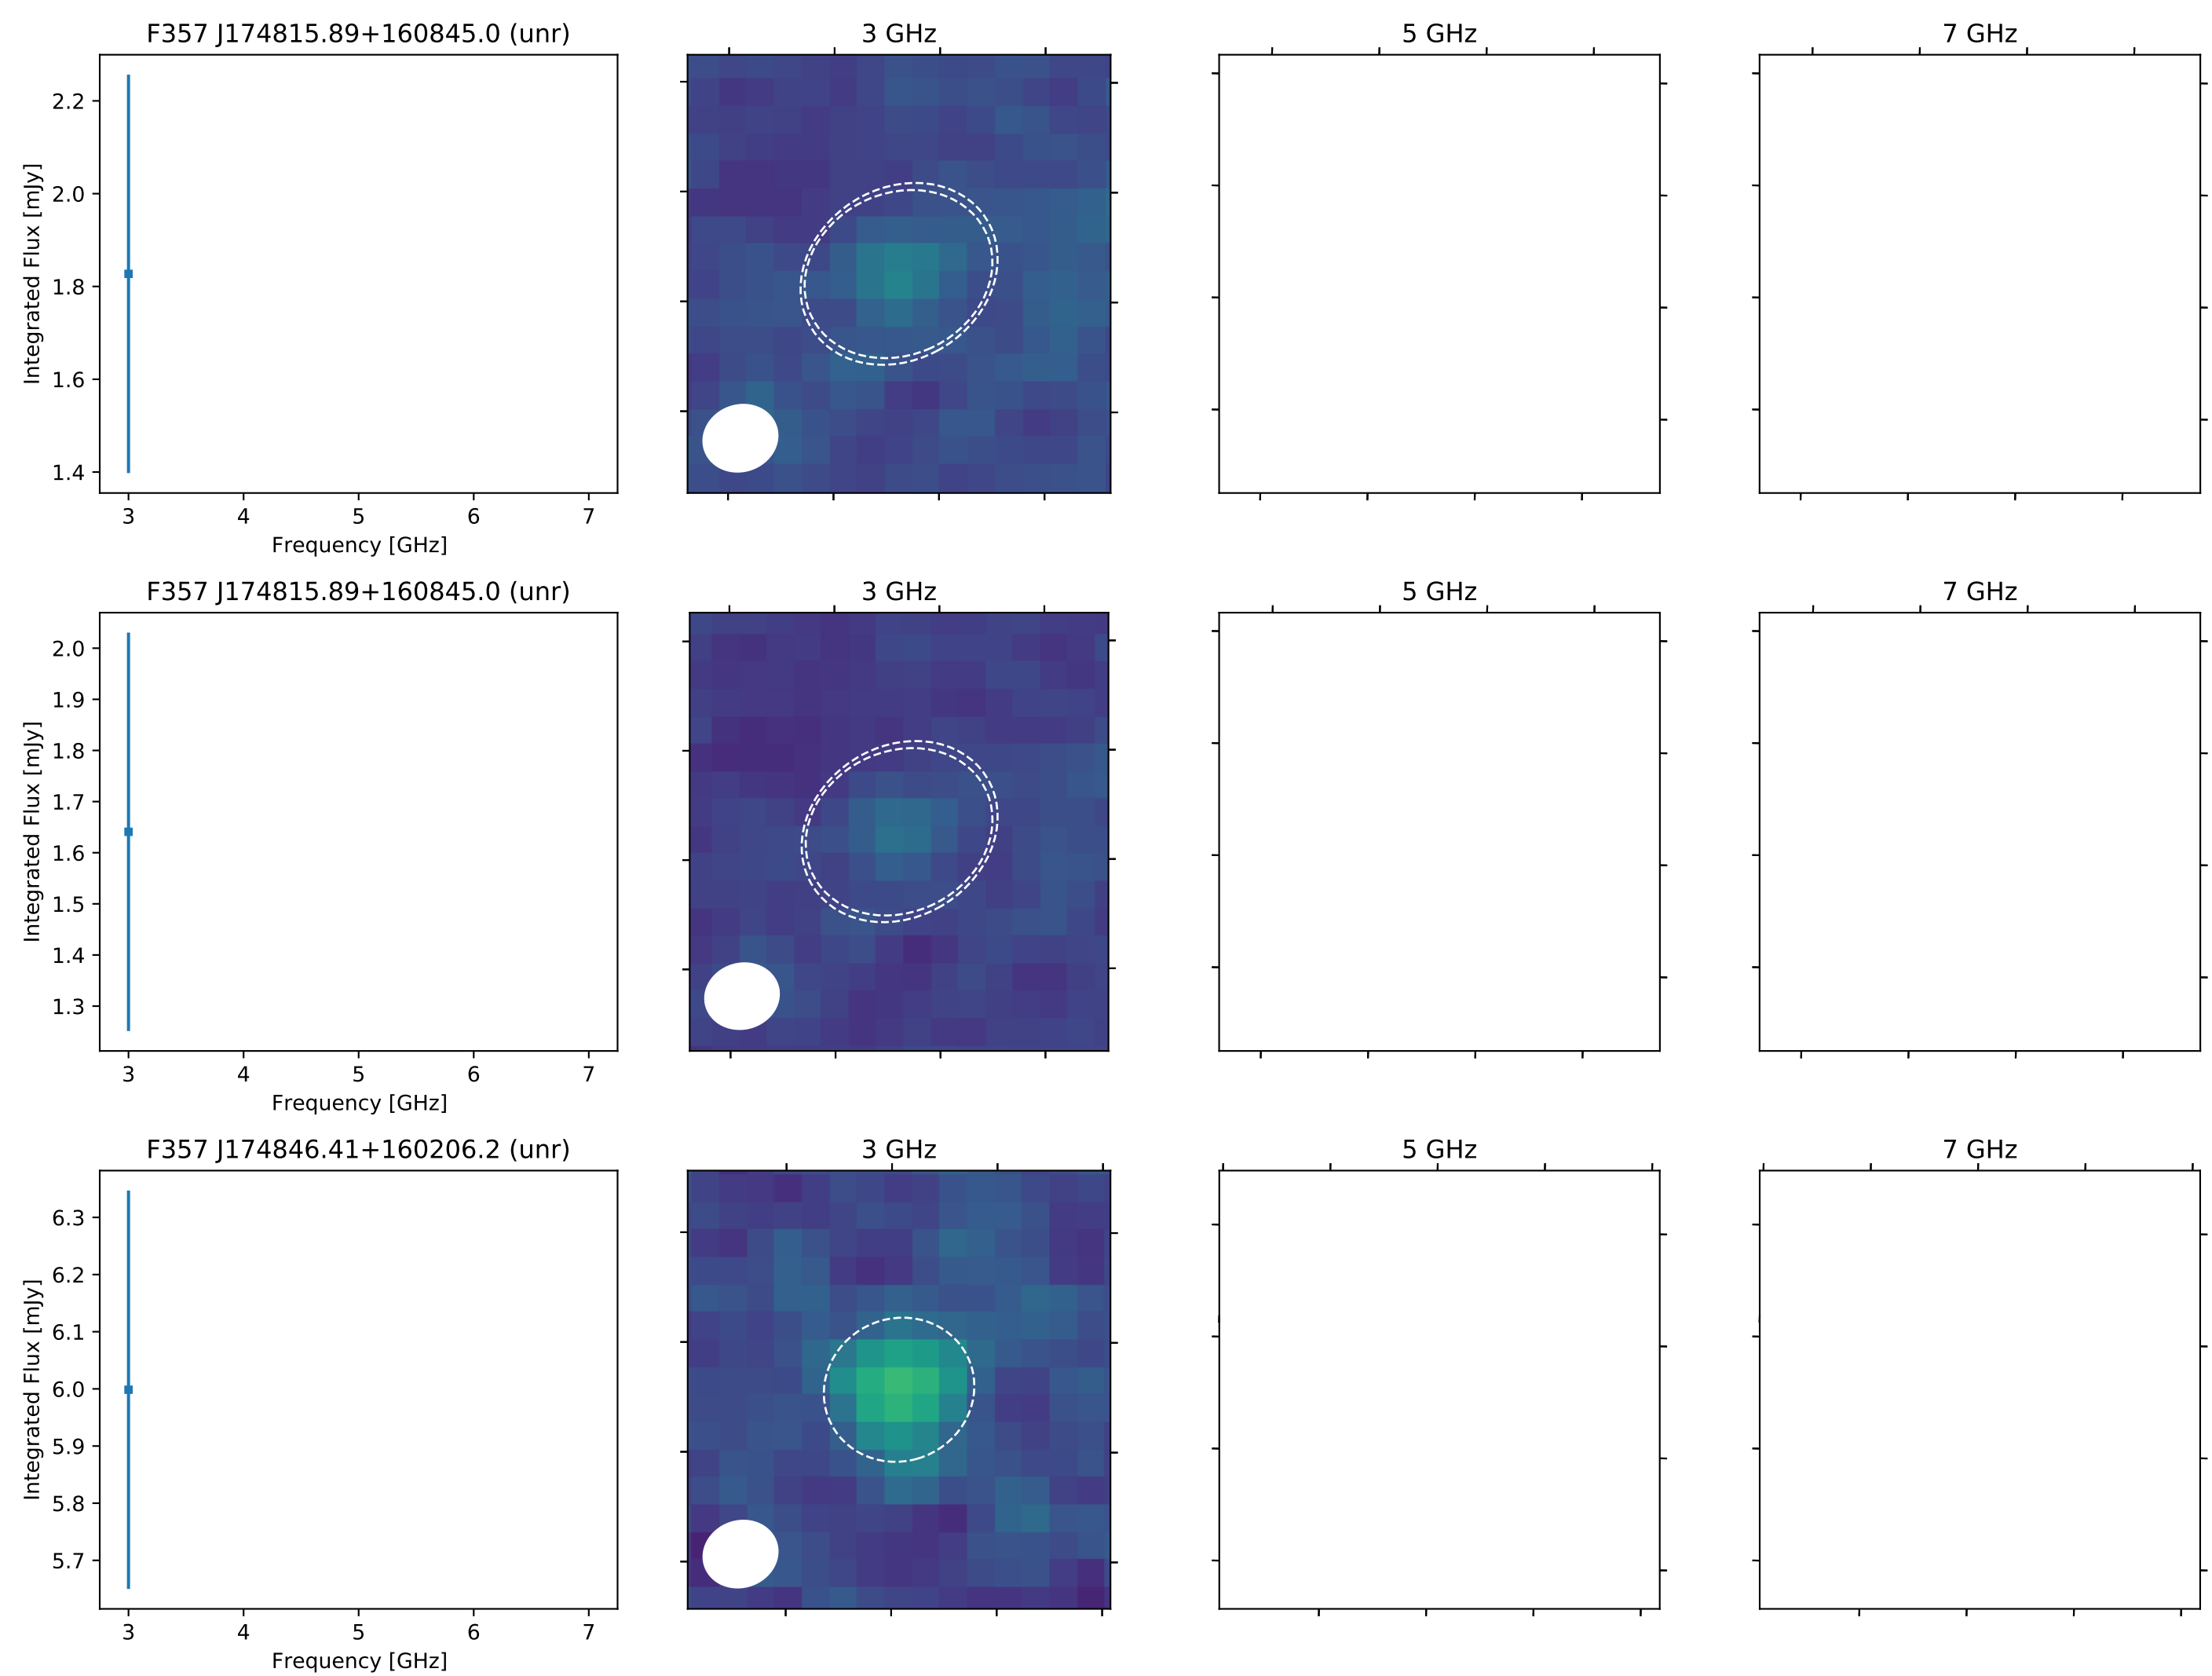 F357 J174815.89+160845.0 (unr)
3 GHz
5 GHz
7 GHz
Integrated Flux [mJy]
2.2
2.0
1.8
1.6
1.4
3 4 5 6 7
Frequency [GHz]
F357 J174815.89+160845.0 (unr)
3 GHz
5 GHz
7 GHz
Integrated Flux [mJy]
2.0
1.9
1.8
1.7
1.6
1.5
1.4
1.3
3 4 5 6 7
Frequency [GHz]
F357 J174846.41+160206.2 (unr)
3 GHz
5 GHz
7 GHz
Integrated Flux [mJy]
6.3
6.2
6.1
6.0
5.9
5.8
5.7
3 4 5 6 7
Frequency [GHz]